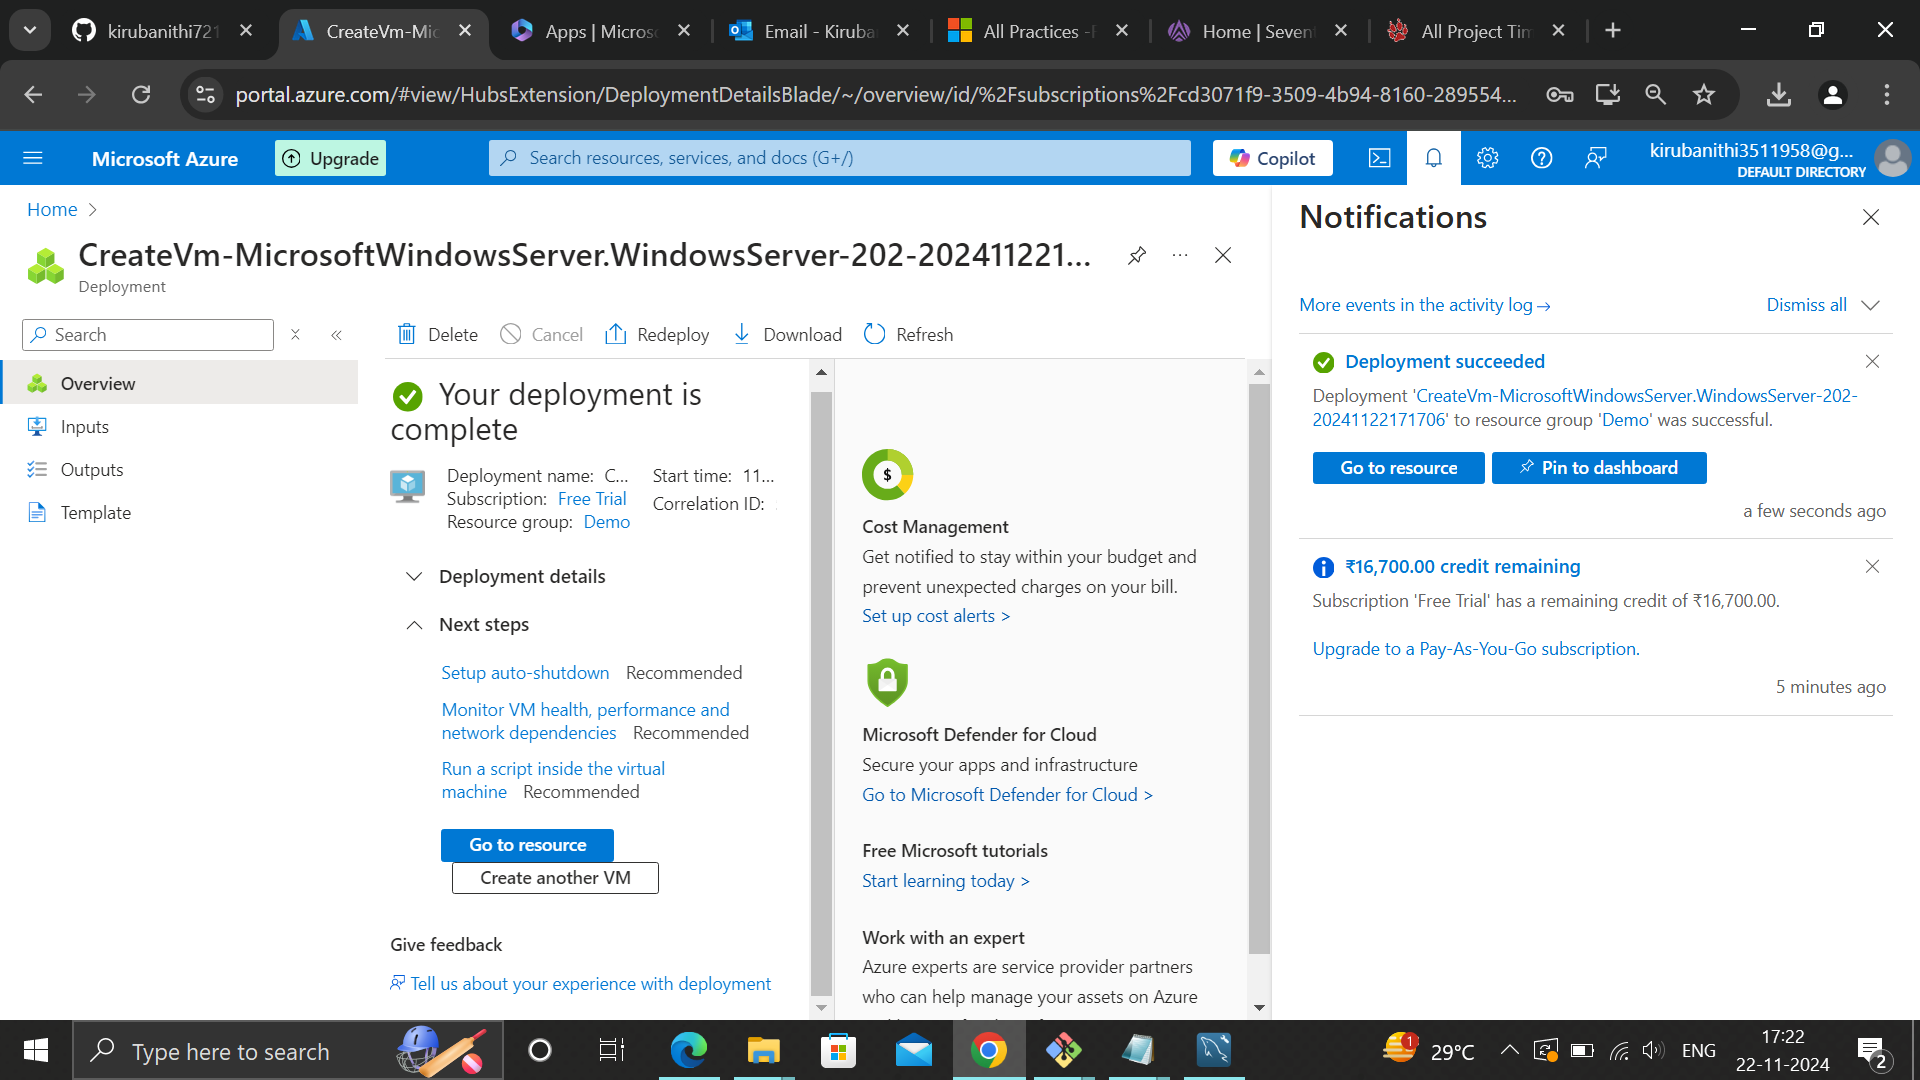 kirubanithi721
CreateVm-Mic
Apps | Micros
Email - Kiruba
All Practices -
Home | Sevent
All Project Tim
portal.azure.com/#view/HubsExtension/DeploymentDetailsBlade/~/overview/id/%2Fsubscriptions%2Fcd3071f9-3509-4b94-8160-289554...
Microsoft Azure
Upgrade
Search resources, services, and docs (G+/)
Copilot
kirubanithi3511958@g...
DEFAULT DIRECTORY
Home >
CreateVm-MicrosoftWindowsServer.WindowsServer-202-202411221...
Deployment
Search
Overview
Inputs
Outputs
Template
Delete
Cancel
Redeploy
Download
Refresh
Your deployment is
complete
Deployment name: C...
Subscription: Free Trial
Resource group: Demo
Start time: 11...
Correlation ID:
Deployment details
Next steps
Setup auto-shutdown Recommended
Monitor VM health, performance and
network dependencies Recommended
Run a script inside the virtual
machine Recommended
Go to resource
Create another VM
Give feedback
Tell us about your experience with deployment
$
Cost Management
Get notified to stay within your budget and
prevent unexpected charges on your bill.
Set up cost alerts >
Microsoft Defender for Cloud
Secure your apps and infrastructure
Go to Microsoft Defender for Cloud >
Free Microsoft tutorials
Start learning today >
Work with an expert
Azure experts are service provider partners
who can help manage your assets on Azure
Notifications
More events in the activity log →
Dismiss all
Deployment succeeded
Deployment 'CreateVm-MicrosoftWindowsServer.WindowsServer-202-
20241122171706' to resource group 'Demo' was successful.
Go to resource
Pin to dashboard
a few seconds ago
₹16,700.00 credit remaining
Subscription 'Free Trial' has a remaining credit of ₹16,700.00.
Upgrade to a Pay-As-You-Go subscription.
5 minutes ago
Type here to search
1
29°C
ENG
17:22
22-11-2024
2